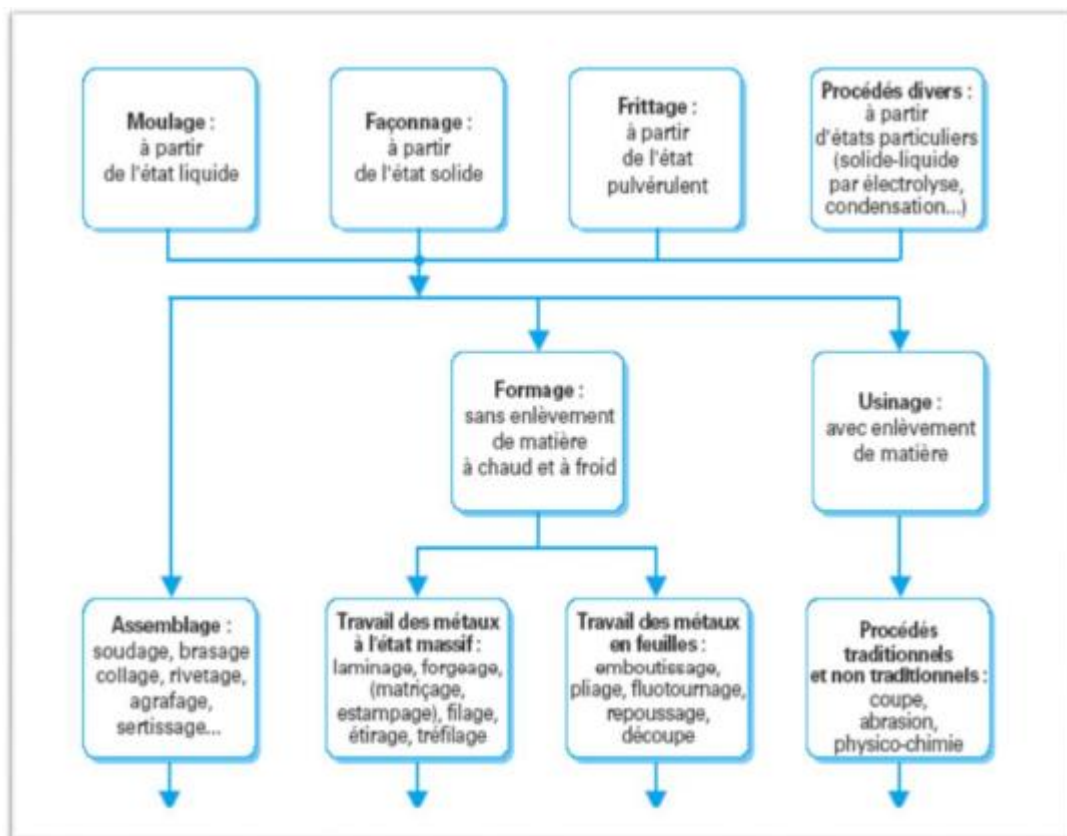 Moulage :
à partir
de l'état liquide
Façonnage :
à partir
de l'état solide
Frittage :
à partir
de l'état
pulvérulent
Procédés divers :
à partir
d'états particuliers
(solide-liquide
par électrolyse,
condensation...)
Formage :
sans enlèvement
de matière
à chaud et à froid
Usinage :
avec enlèvement
de matière
Assemblage :
soudage, brasage
collage, rivetage,
agrafage,
sertissage...
Travail des métaux
à l'état massif :
laminage, forgeage,
(matriçage,
estampage), filage,
étirage, tréfilage
Travail des métaux
en feuilles :
emboutissage,
pliage, fluotournage,
repoussage,
découpe
Procédés
traditionnels
et non traditionnels :
coupe,
abrasion,
physico-chimie